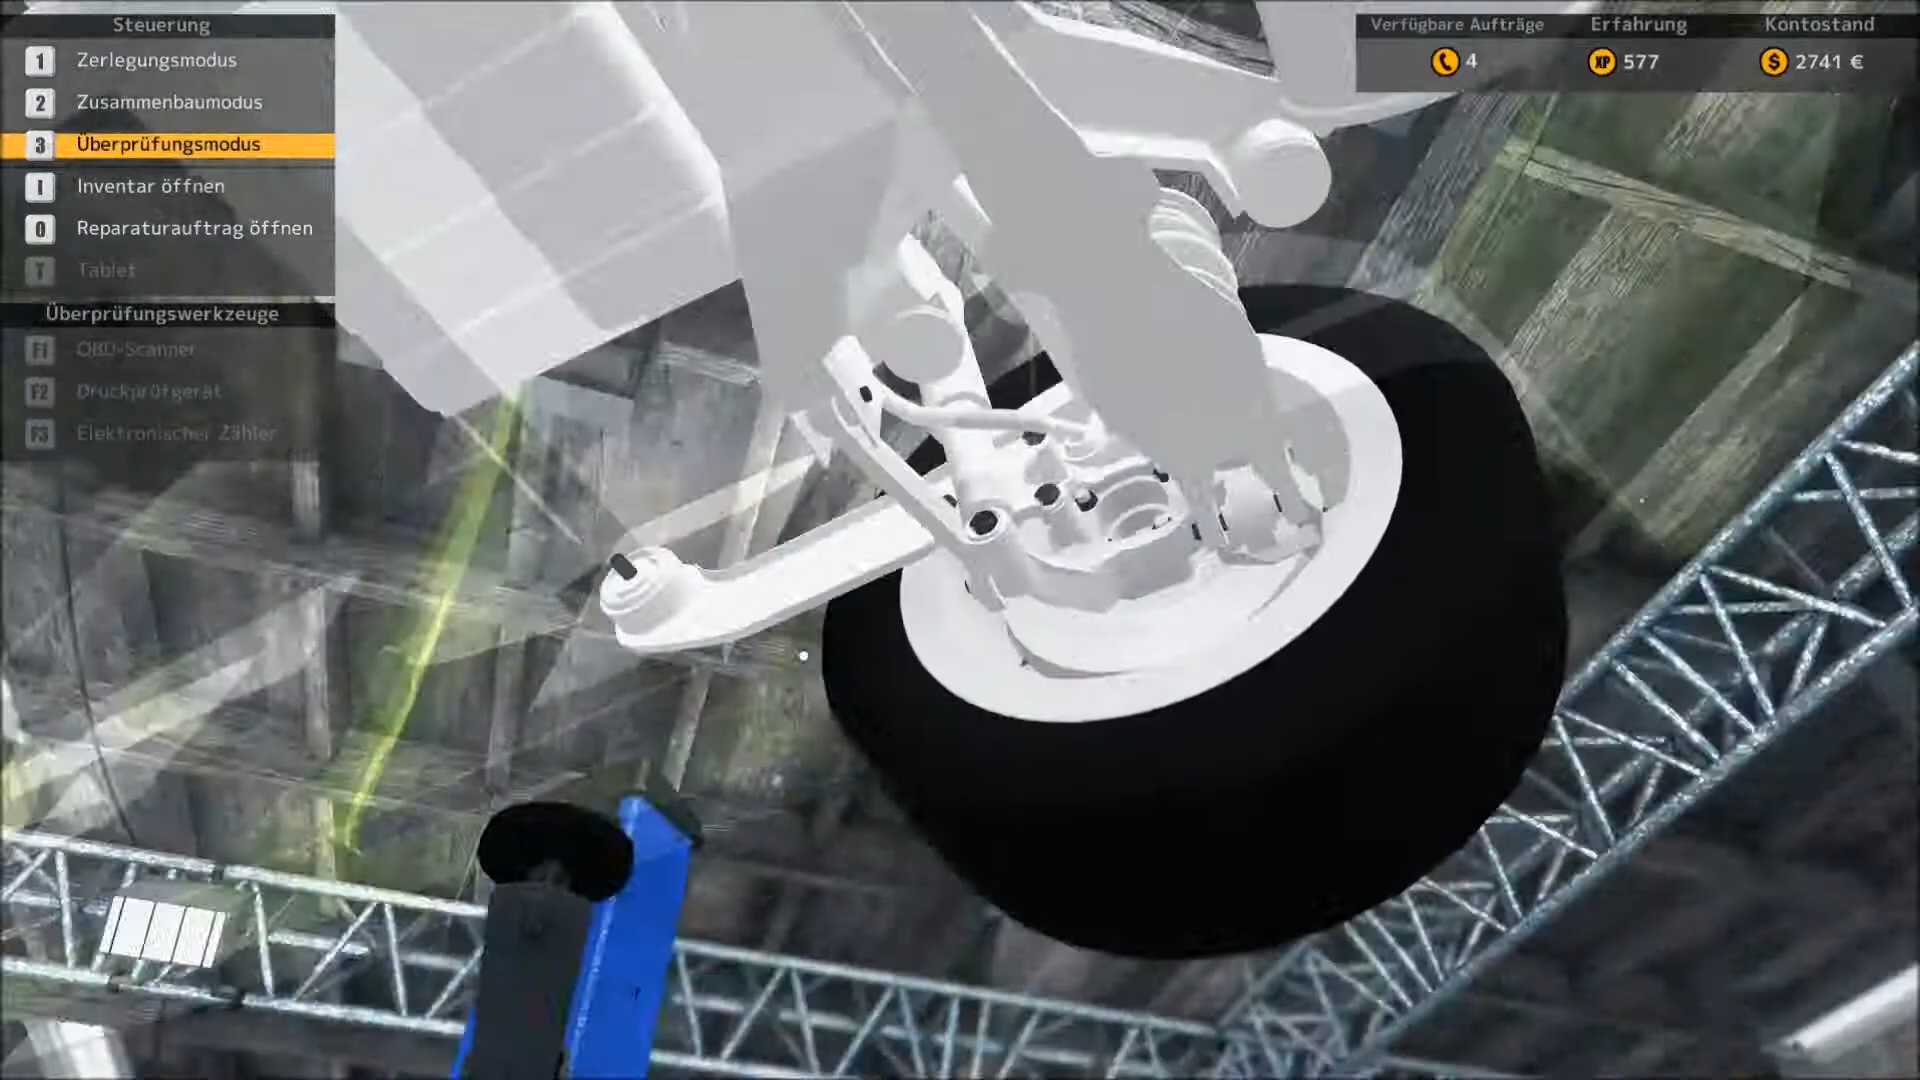 Steuerung
1 Zerlegungsmodus
2 Zusammenbaumodus
3 Überprüfungsmodus
I Inventar öffnen
O Reparaturauftrag öffnen
T Tablet
Überprüfungswerkzeuge
F1 OBD-Scanner
F2 Druckprüfgerät
F3 Elektronischer Zähler
Verfügbare Aufträge Erfahrung Kontostand
4 XP 577 $ 2741 €